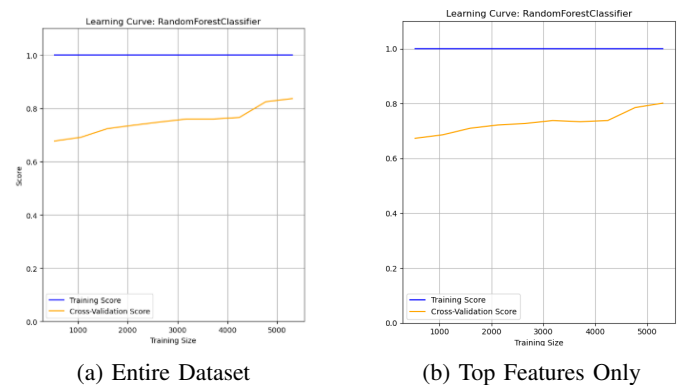 Learning Curve: RandomForestClassifier
1.0
0.8
0.6
0.4
0.2
0.0
Score
Training Score
Cross-Validation Score
1000 2000 3000 4000 5000
Training Size
(a) Entire Dataset
Learning Curve: RandomForestClassifier
1.0
0.8
0.6
0.4
0.2
0.0
Training Score
Cross-Validation Score
1000 2000 3000 4000 5000
Training Size
(b) Top Features Only